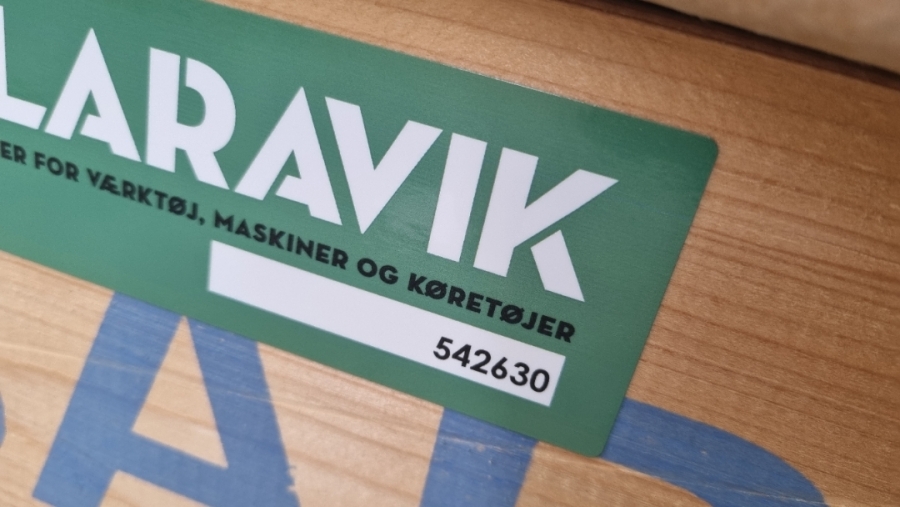 LARAVIK
ER FOR VÆRKTØJ, MASKINER OG KØRETØJER
542630